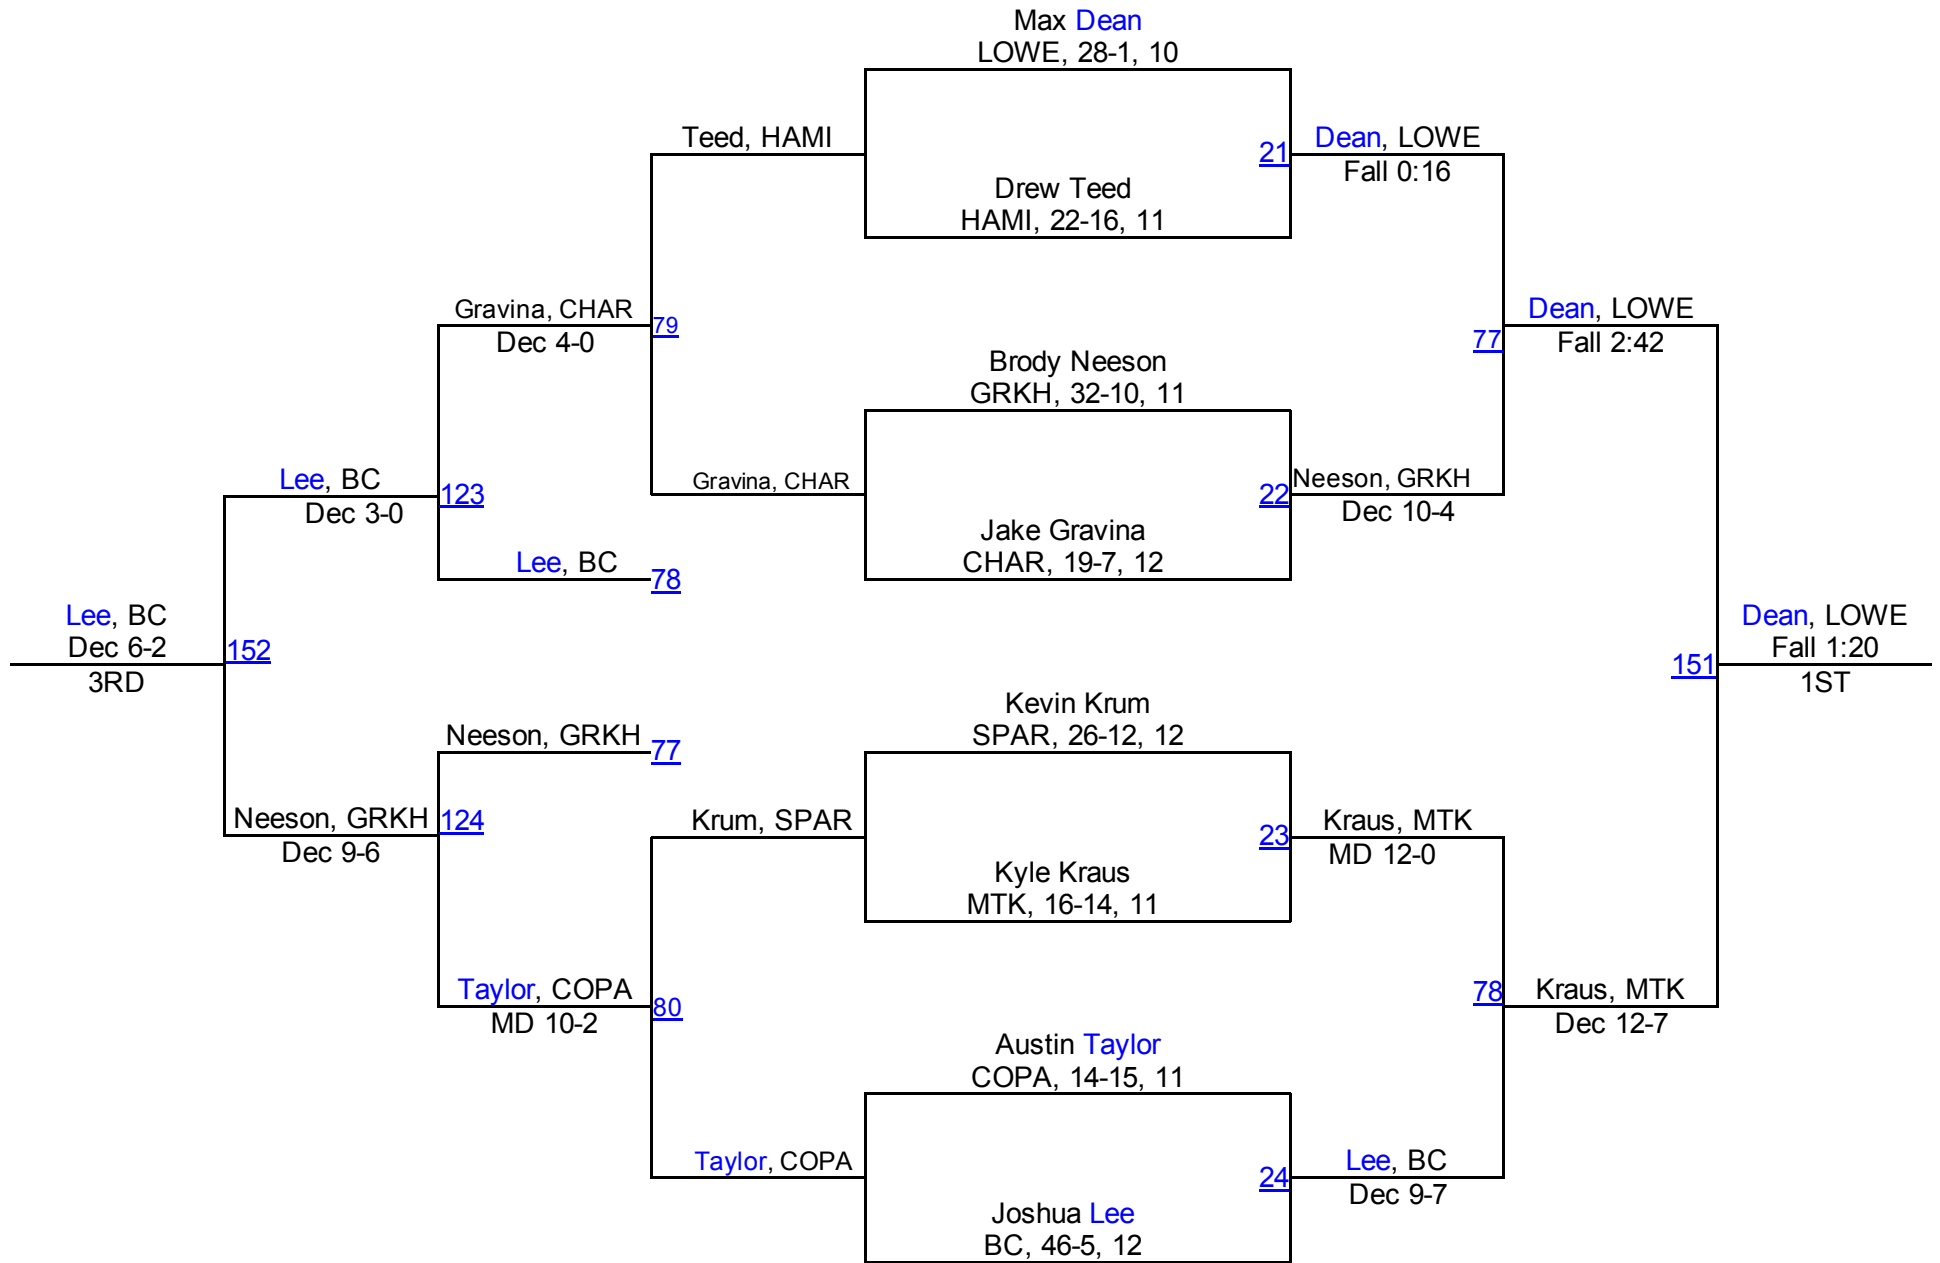 Max Dean
LOWE, 28-1, 10
Teed, HAMI
21
Dean, LOWE
Fall 0:16
Drew Teed
HAMI, 22-16, 11
Gravina, CHAR
Dec 4-0
79
Dean, LOWE
Fall 2:42
77
Brody Neeson
GRKH, 32-10, 11
Lee, BC
Dec 3-0
123
Gravina, CHAR
22
Neeson, GRKH
Dec 10-4
Jake Gravina
CHAR, 19-7, 12
Lee, BC
78
Lee, BC
Dec 6-2
3RD
152
151
Dean, LOWE
Fall 1:20
1ST
Kevin Krum
SPAR, 26-12, 12
Neeson, GRKH
77
Neeson, GRKH
Dec 9-6
124
Krum, SPAR
23
Kraus, MTK
MD 12-0
Kyle Kraus
MTK, 16-14, 11
Taylor, COPA
MD 10-2
80
78
Kraus, MTK
Dec 12-7
Austin Taylor
COPA, 14-15, 11
Taylor, COPA
24
Lee, BC
Dec 9-7
Joshua Lee
BC, 46-5, 12